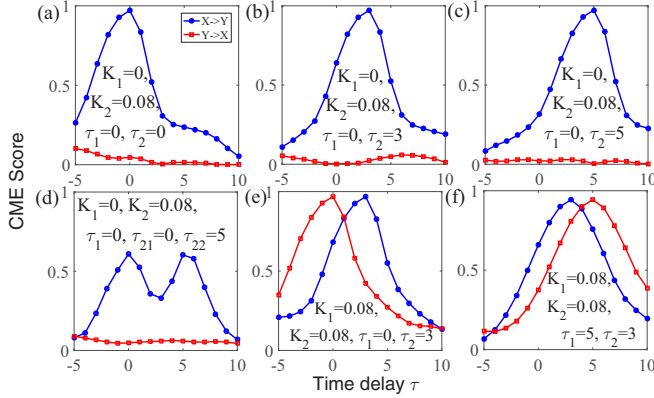 (a)
X->Y
Y->X
K₁=0,
K₂=0.08,
τ₁=0, τ₂=0
1
0.5
0
-5 0 5 10
(b)
K₁=0,
K₂=0.08,
τ₁=0, τ₂=3
1
0.5
0
-5 0 5 10
(c)
K₁=0,
K₂=0.08,
τ₁=0, τ₂=5
1
0.5
0
-5 0 5 10
CME Score
(d)
K₁=0, K₂=0.08,
τ₁=0, τ₂₁=0, τ₂₂=5
1
0.5
0
-5 0 5 10
(e)
K₁=0.08,
K₂=0.08, τ₁=0, τ₂=3
1
0.5
0
-5 0 5 10
(f)
K₁=0.08,
K₂=0.08,
τ₁=5, τ₂=3
1
0.5
0
-5 0 5 10
Time delay τ